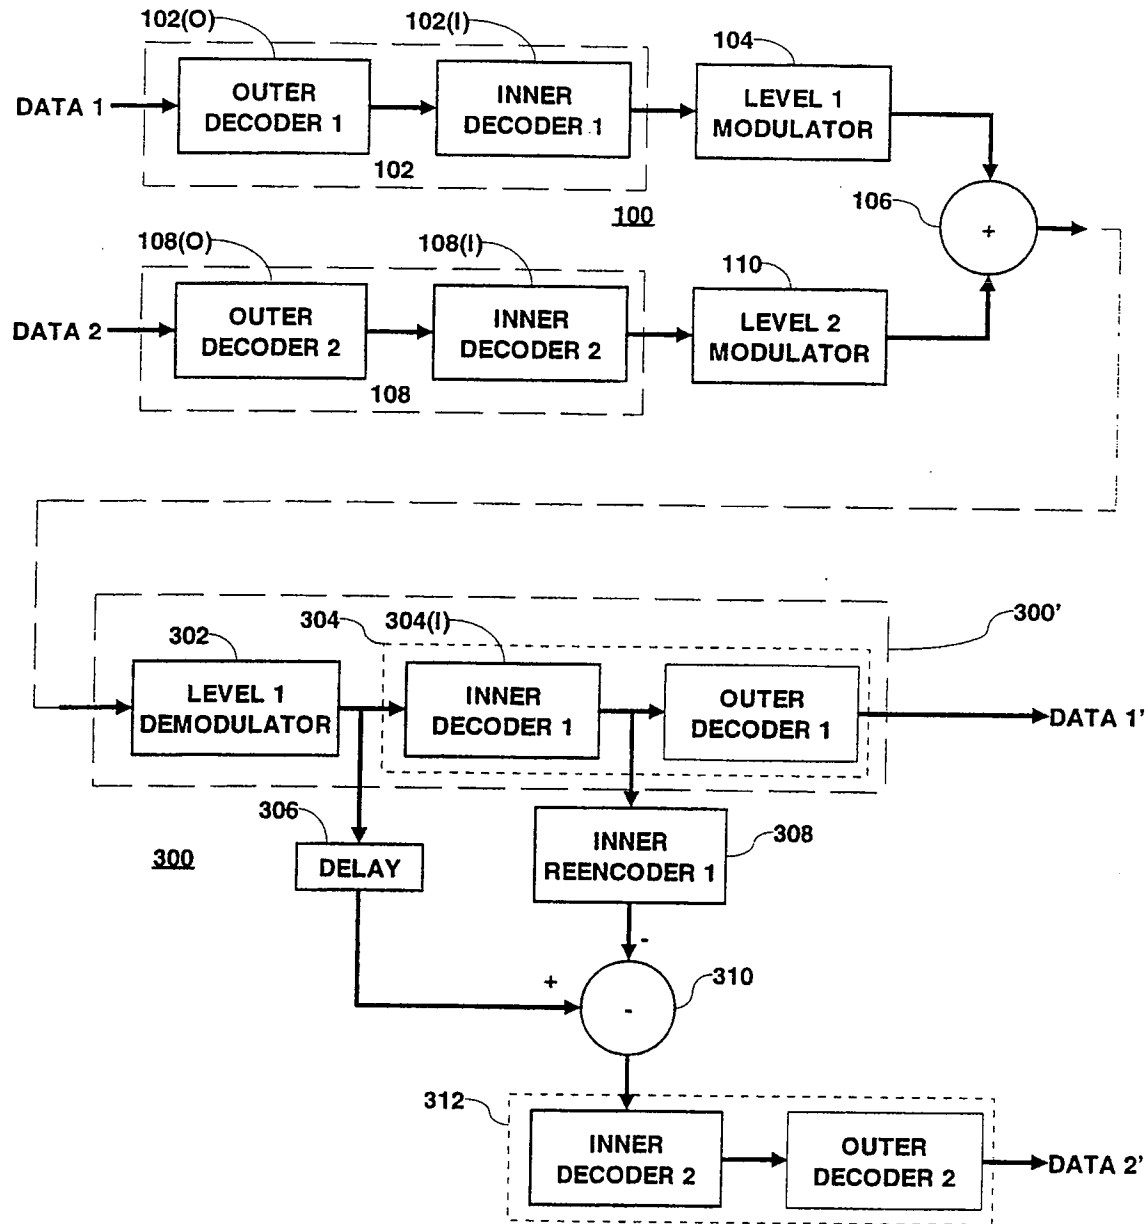 102(O)
102(I)
104
DATA 1
OUTER
DECODER 1
INNER
DECODER 1
LEVEL 1
MODULATOR
102
100
106
+
108(O)
108(I)
110
DATA 2
OUTER
DECODER 2
INNER
DECODER 2
LEVEL 2
MODULATOR
108
302
304
304(I)
300'
LEVEL 1
DEMODULATOR
INNER
DECODER 1
OUTER
DECODER 1
DATA 1'
306
300
DELAY
INNER
REENCODER 1
308
-
+
-
310
312
INNER
DECODER 2
OUTER
DECODER 2
DATA 2'